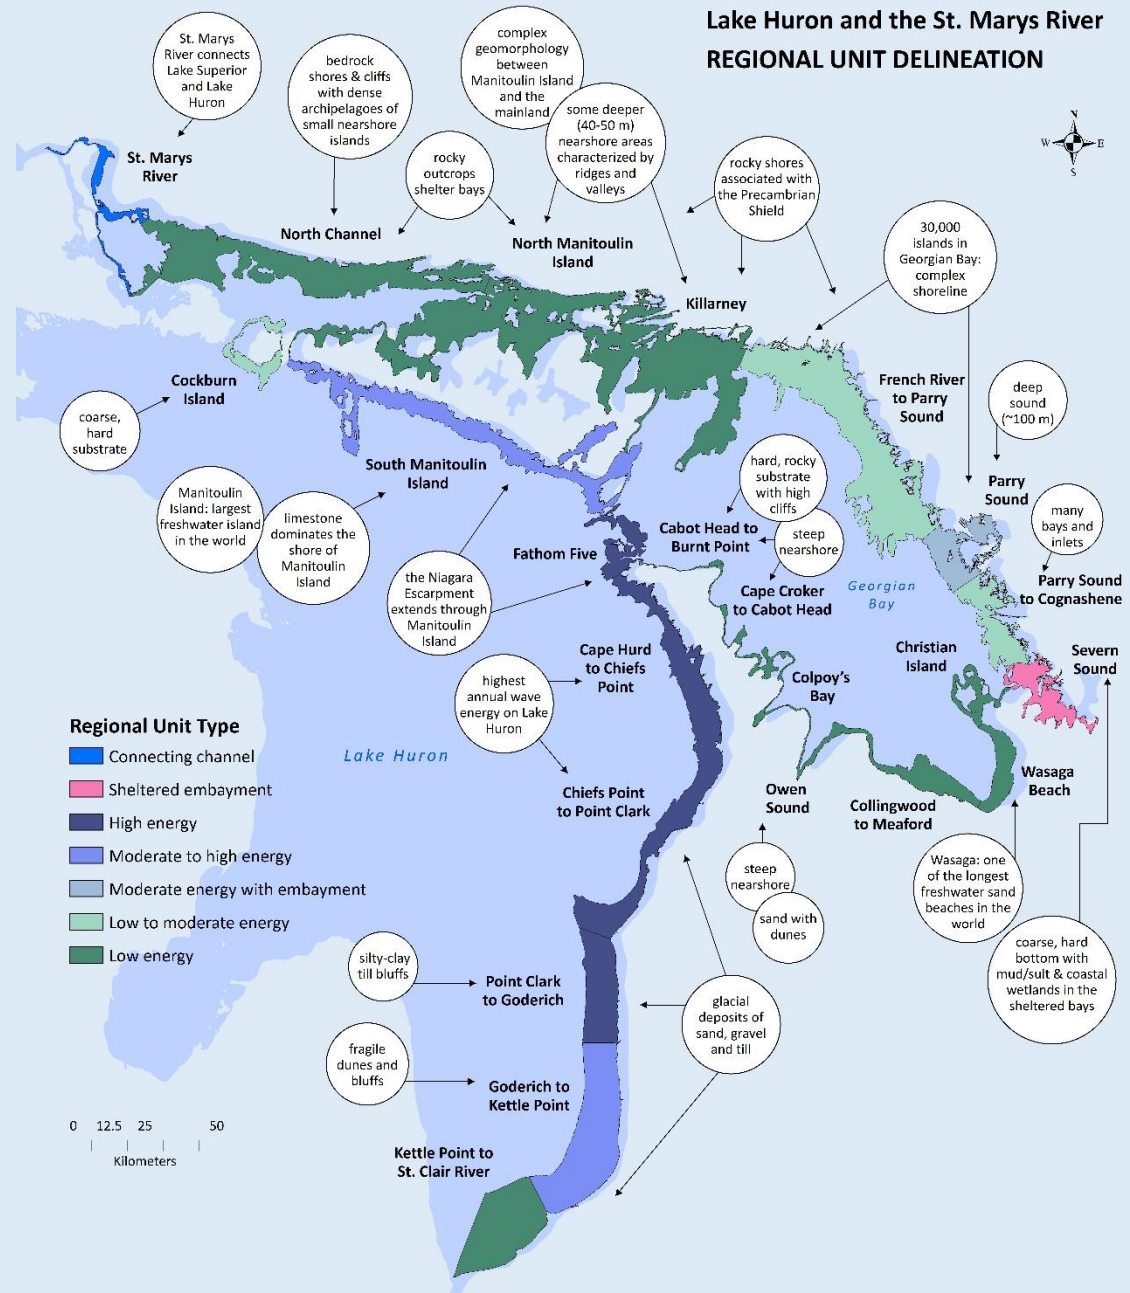 Lake Huron and the St. Marys River
REGIONAL UNIT DELINEATION
St. Marys
River connects
Lake Superior
and Lake
Huron
bedrock
shores & cliffs
with dense
archipelagoes of
small nearshore
islands
complex
geomorphology
between
Manitoulin Island
and the
mainland
some deeper
(40-50 m)
nearshore areas
characterized by
ridges and
valleys
rocky
outcrops
shelter bays
rocky shores
associated with
the Precambrian
Shield
30,000
islands in
Georgian Bay:
complex
shoreline
N
W
E
S
St. Marys
River
North Channel
North Manitoulin
Island
Killarney
Cockburn
Island
coarse,
hard
substrate
French River
to Parry
Sound
deep
sound
(~100 m)
Parry
Sound
many
bays and
inlets
Parry Sound
to Cognashene
South Manitoulin
Island
Manitoulin
Island: largest
freshwater island
in the world
limestone
dominates the
shore of
Manitoulin
Island
the Niagara
Escarpment
extends through
Manitoulin
Island
Fathom Five
hard, rocky
substrate
with high
cliffs
Cabot Head to
Burnt Point
steep
nearshore
Cape Croker
to Cabot Head
Georgian
Bay
Christian
Island
Severn
Sound
Cape Hurd
to Chiefs
Point
Colpoy's
Bay
highest
annual wave
energy on Lake
Huron
Lake Huron
Chiefs Point
to Point Clark
Owen
Sound
Collingwood
to Meaford
Wasaga
Beach
Regional Unit Type
Connecting channel
Sheltered embayment
High energy
Moderate to high energy
Moderate energy with embayment
Low to moderate energy
Low energy
steep
nearshore
sand with
dunes
Wasaga: one
of the longest
freshwater sand
beaches in the
world
coarse, hard
bottom with
mud/sult & coastal
wetlands in the
sheltered bays
silty-clay
till bluffs
Point Clark
to Goderich
glacial
deposits of
sand, gravel
and till
fragile
dunes and
bluffs
Goderich to
Kettle Point
Kettle Point to
St. Clair River
0 12.5 25 50
Kilometers